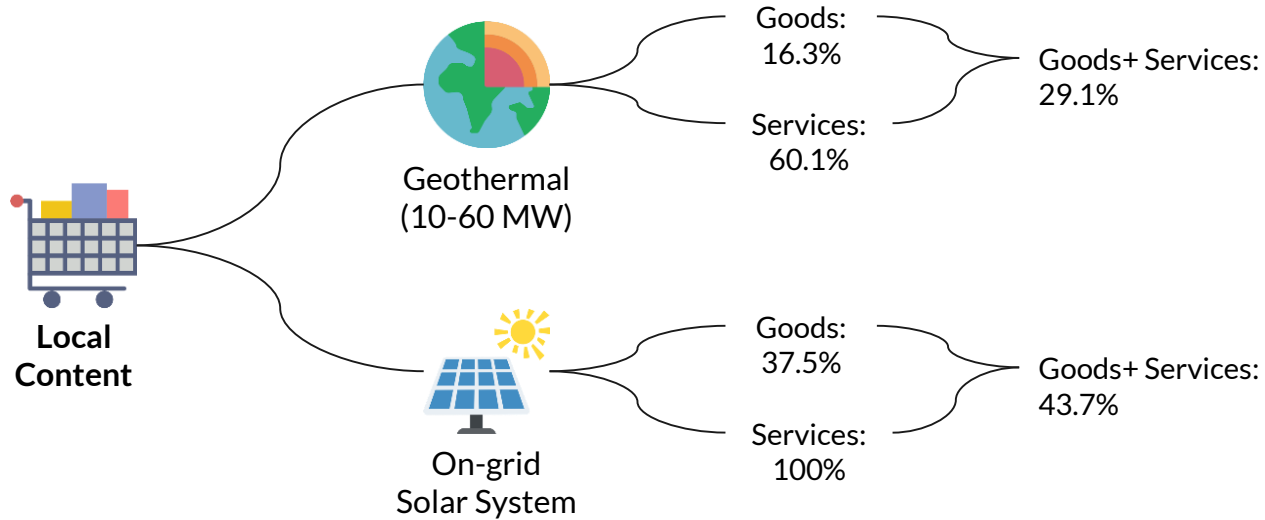 Local
Content
Geothermal
(10-60 MW)
Goods:
16.3%
Services:
60.1%
Goods+ Services:
29.1%
On-grid
Solar System
Goods:
37.5%
Services:
100%
Goods+ Services:
43.7%